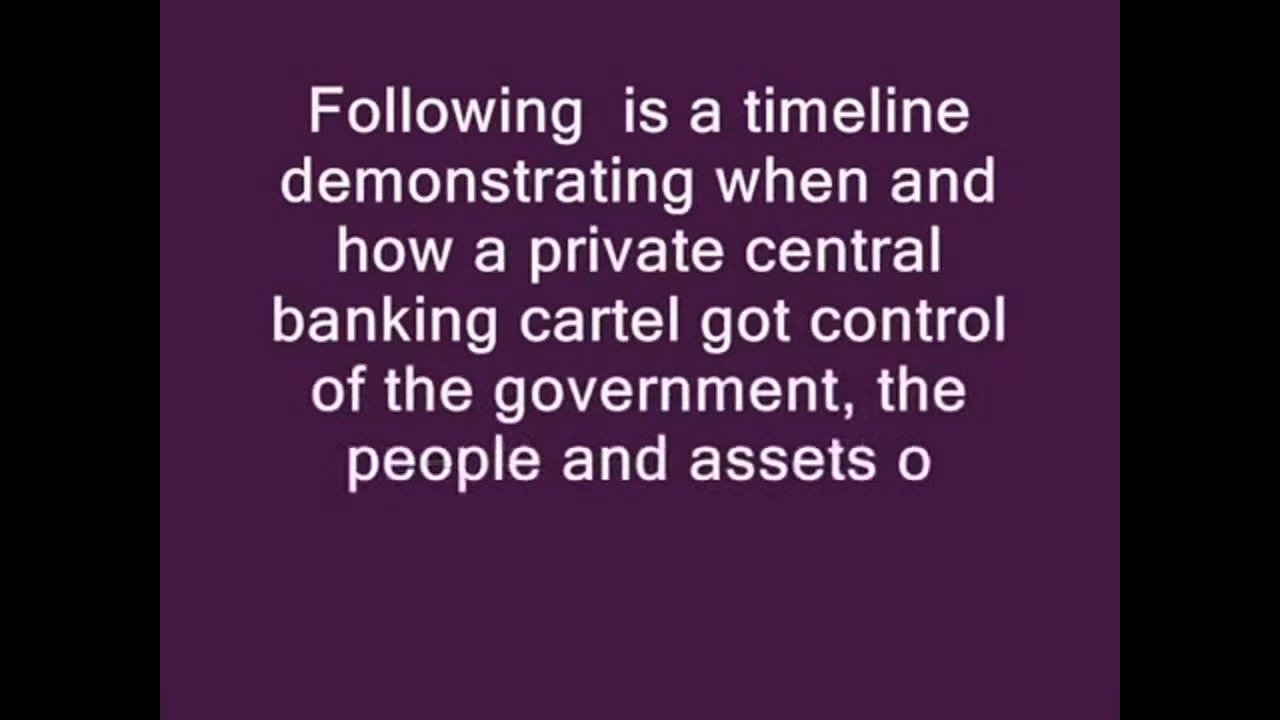 Following  is a timeline
demonstrating when and
how a private central
banking cartel got control
of the government, the
people and assets o